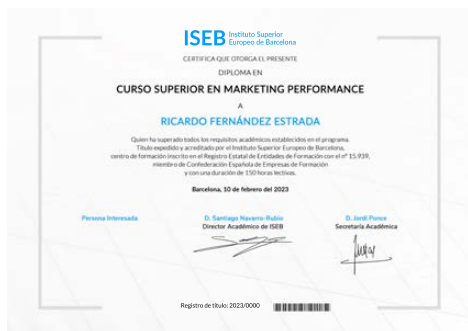 ISEB Instituto Superior
Europeo de Barcelona
CERTIFICA QUE OTORGA EL PRESENTE
DIPLOMA EN
CURSO SUPERIOR EN MARKETING PERFORMANCE
A
RICARDO FERNÁNDEZ ESTRADA
Quien ha superado todos los requisitos académicos establecidos en el programa.
Título expedido y acreditado por el Instituto Superior Europeo de Barcelona,
centro de formación inscrito en el Registro Estatal de Entidades de Formación con el nº 15.939,
miembro de Confederación Española de Empresas de Formación
y con una duración de 150 horas lectivas.
Barcelona, 10 de febrero del 2023
Persona Interesada
D. Santiago Navarro-Rubio
Director Académico de ISEB
D. Jordi Ponce
Secretaría Académica
Registro de título: 2023/0000